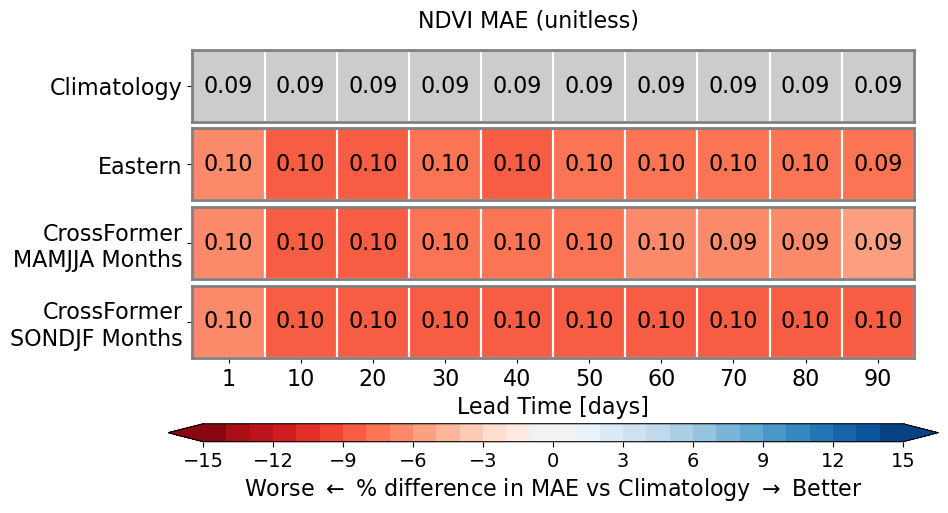 NDVI MAE (unitless)
Climatology 0.09 0.09 0.09 0.09 0.09 0.09 0.09 0.09 0.09 0.09
Eastern 0.10 0.10 0.10 0.10 0.10 0.10 0.10 0.10 0.10 0.09
CrossFormer
MAMJJA Months 0.10 0.10 0.10 0.10 0.10 0.10 0.10 0.09 0.09 0.09
CrossFormer
SONDJF Months 0.10 0.10 0.10 0.10 0.10 0.10 0.10 0.10 0.10 0.10
1 10 20 30 40 50 60 70 80 90
Lead Time [days]
−15 −12 −9 −6 −3 0 3 6 9 12 15
Worse ← % difference in MAE vs Climatology → Better